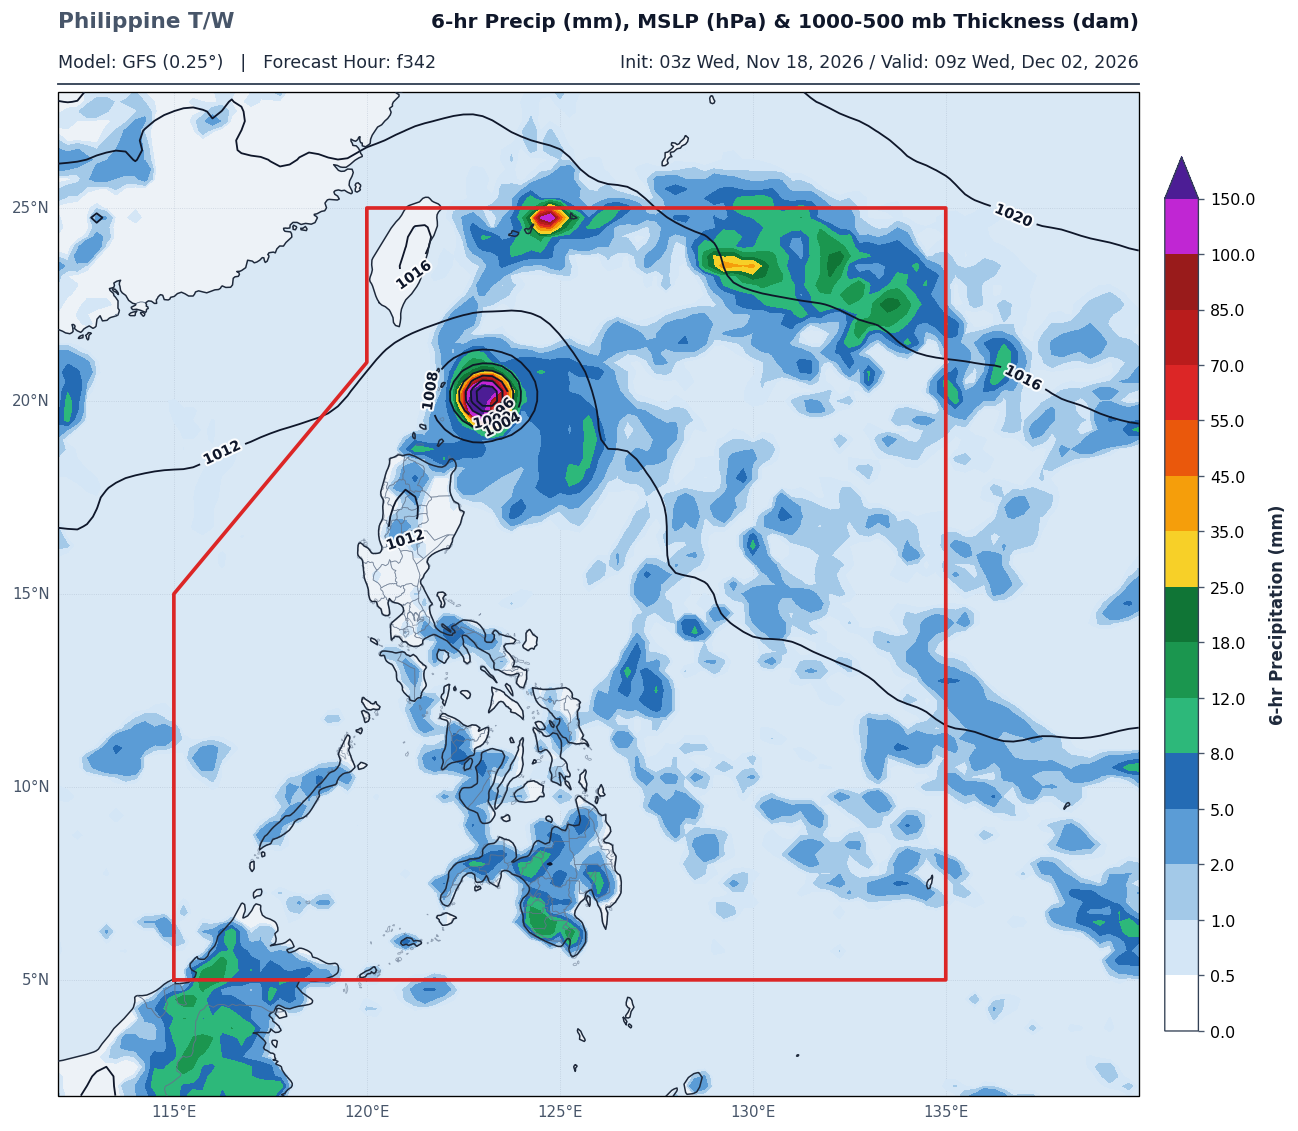 Philippine T/W
6-hr Precip (mm), MSLP (hPa) & 1000-500 mb Thickness (dam)
Model: GFS (0.25°) | Forecast Hour: f342
Init: 03z Wed, Nov 18, 2026 / Valid: 09z Wed, Dec 02, 2026
25°N
20°N
15°N
10°N
5°N
115°E
120°E
125°E
130°E
135°E
1020
1016
1016
1008
1004
1012
1012
150.0
100.0
85.0
70.0
55.0
45.0
35.0
25.0
18.0
12.0
8.0
5.0
2.0
1.0
0.5
0.0
6-hr Precipitation (mm)